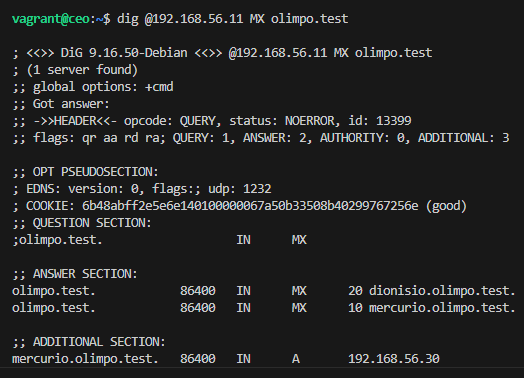 vagrant@ceo:~$ dig @192.168.56.11 MX olimpo.test
; <<>> DiG 9.16.50-Debian <<>> @192.168.56.11 MX olimpo.test
; (1 server found)
;; global options: +cmd
;; Got answer:
;; ->>HEADER<<- opcode: QUERY, status: NOERROR, id: 13399
;; flags: qr aa rd ra; QUERY: 1, ANSWER: 2, AUTHORITY: 0, ADDITIONAL: 3
;; OPT PSEUDOSECTION:
; EDNS: version: 0, flags:; udp: 1232
; COOKIE: 6b48abff2e5e6e140100000067a50b33508b40299767256e (good)
;; QUESTION SECTION:
;olimpo.test. IN MX
;; ANSWER SECTION:
olimpo.test. 86400 IN MX 20 dionisio.olimpo.test.
olimpo.test. 86400 IN MX 10 mercurio.olimpo.test.
;; ADDITIONAL SECTION:
mercurio.olimpo.test. 86400 IN A 192.168.56.30